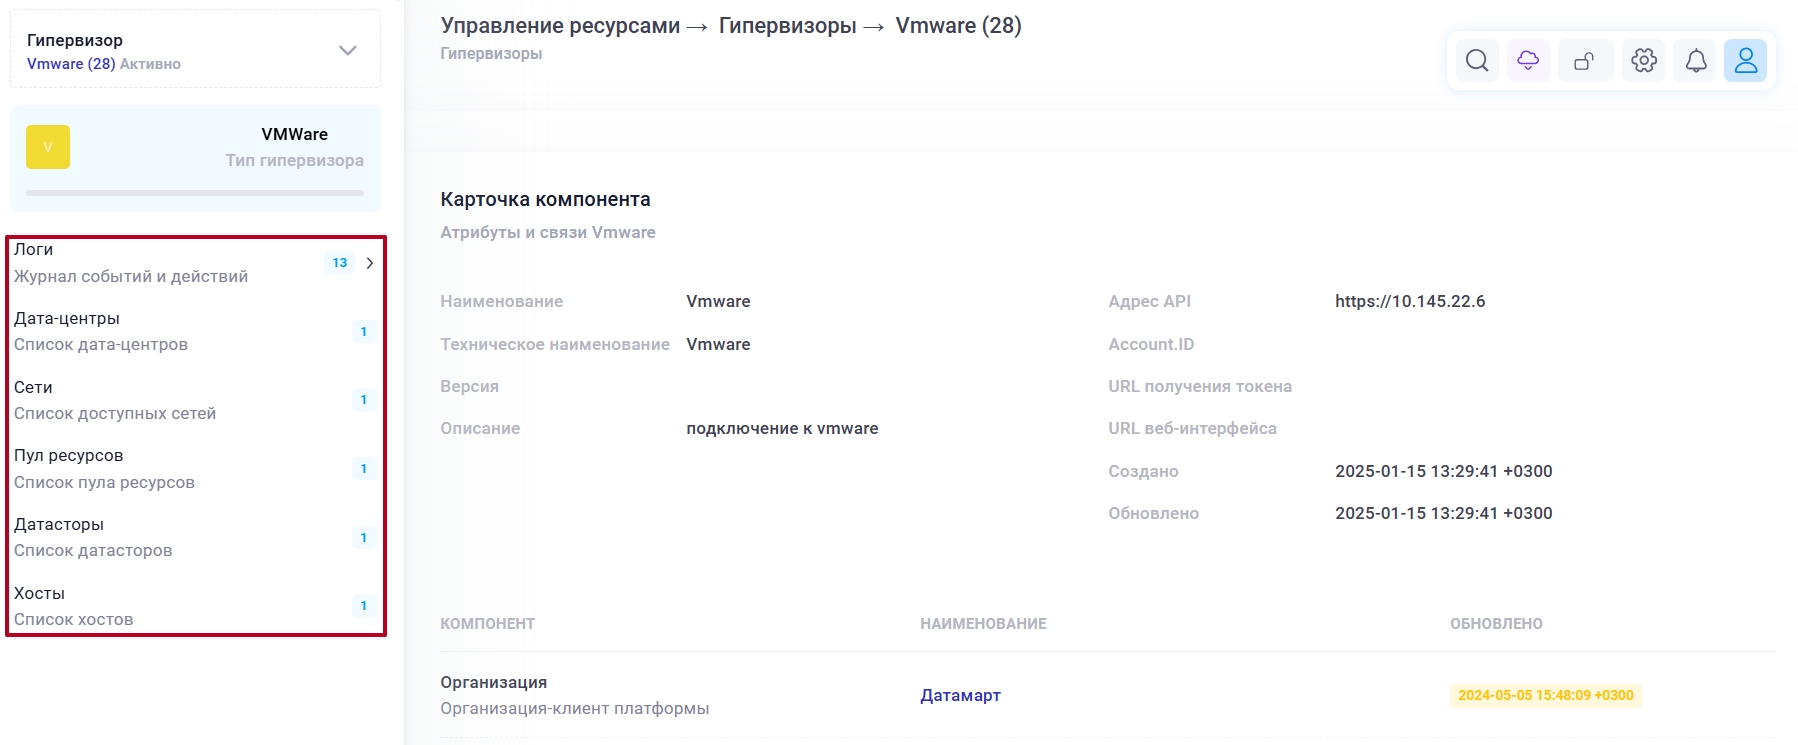 Гипервизор
Vmware (28) Активно
V
VMWare
Тип гипервизора
Логи
Журнал событий и действий
13
Дата-центры
Список дата-центров
1
Сети
Список доступных сетей
1
Пул ресурсов
Список пула ресурсов
1
Датасторы
Список датасторов
1
Хосты
Список хостов
1
Управление ресурсами → Гипервизоры → Vmware (28)
Гипервизоры
Карточка компонента
Атрибуты и связи Vmware
Наименование Vmware
Техническое наименование Vmware
Версия
Описание подключение к vmware
Адрес API https://10.145.22.6
Account.ID
URL получения токена
URL веб-интерфейса
Создано 2025-01-15 13:29:41 +0300
Обновлено 2025-01-15 13:29:41 +0300
КОМПОНЕНТ НАИМЕНОВАНИЕ ОБНОВЛЕНО
Организация
Организация-клиент платформы
Датамарт
2024-05-05 15:48:09 +0300